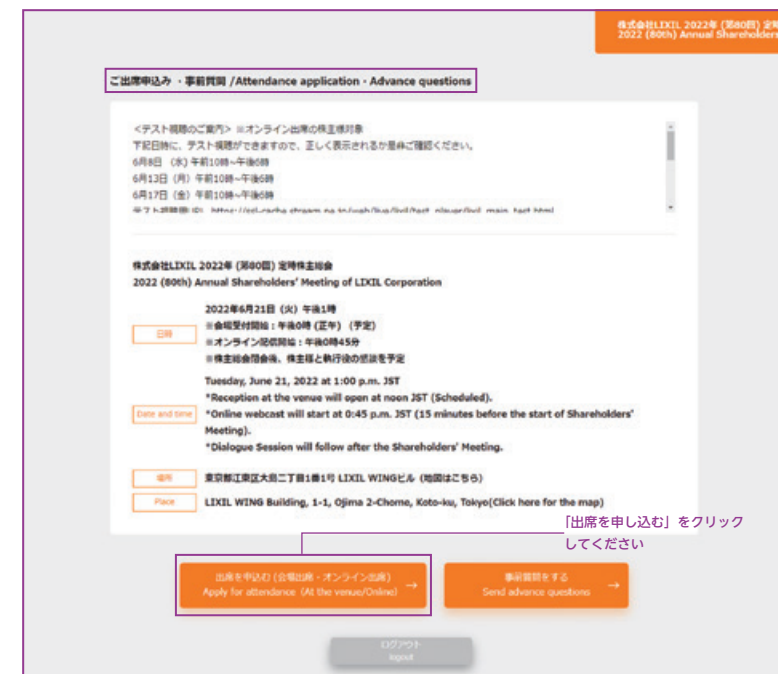 株式会社LIXIL 2022年 (第80回) 定時
2022 (80th) Annual Shareholders
ご出席申込み ・事前質問 /Attendance application・Advance questions
<テスト視聴のご案内> ※オンライン出席の株主様対象
下記日時に、テスト視聴ができますので、正しく表示されるか是非ご確認ください。
6月8日 (水) 午前10時~午後6時
6月13日 (月) 午前10時~午後6時
6月17日 (金) 午前10時~午後6時
株式会社LIXIL 2022年 (第80回) 定時株主総会
2022 (80th) Annual Shareholders' Meeting of LIXIL Corporation
日時
2022年6月21日 (火) 午後1時
※会場受付開始：午後0時 (正午) (予定)
※オンライン配信開始：午後0時45分
※株主総会閉会後、株主様と執行役の懇談を予定
Date and time
Tuesday, June 21, 2022 at 1:00 p.m. JST
*Reception at the venue will open at noon JST (Scheduled).
*Online webcast will start at 0:45 p.m. JST (15 minutes before the start of Shareholders'
Meeting).
*Dialogue Session will follow after the Shareholders' Meeting.
場所
東京都江東区大島二丁目1番1号 LIXIL WINGビル (地図はこちら)
Place
LIXIL WING Building, 1-1, Ojima 2-Chome, Koto-ku, Tokyo(Click here for the map)
「出席を申し込む」をクリック
してください
出席を申込む (会場出席・オンライン出席)
Apply for attendance (At the venue/Online)
→
事前質問をする
Send advance questions
→
ログアウト
logout